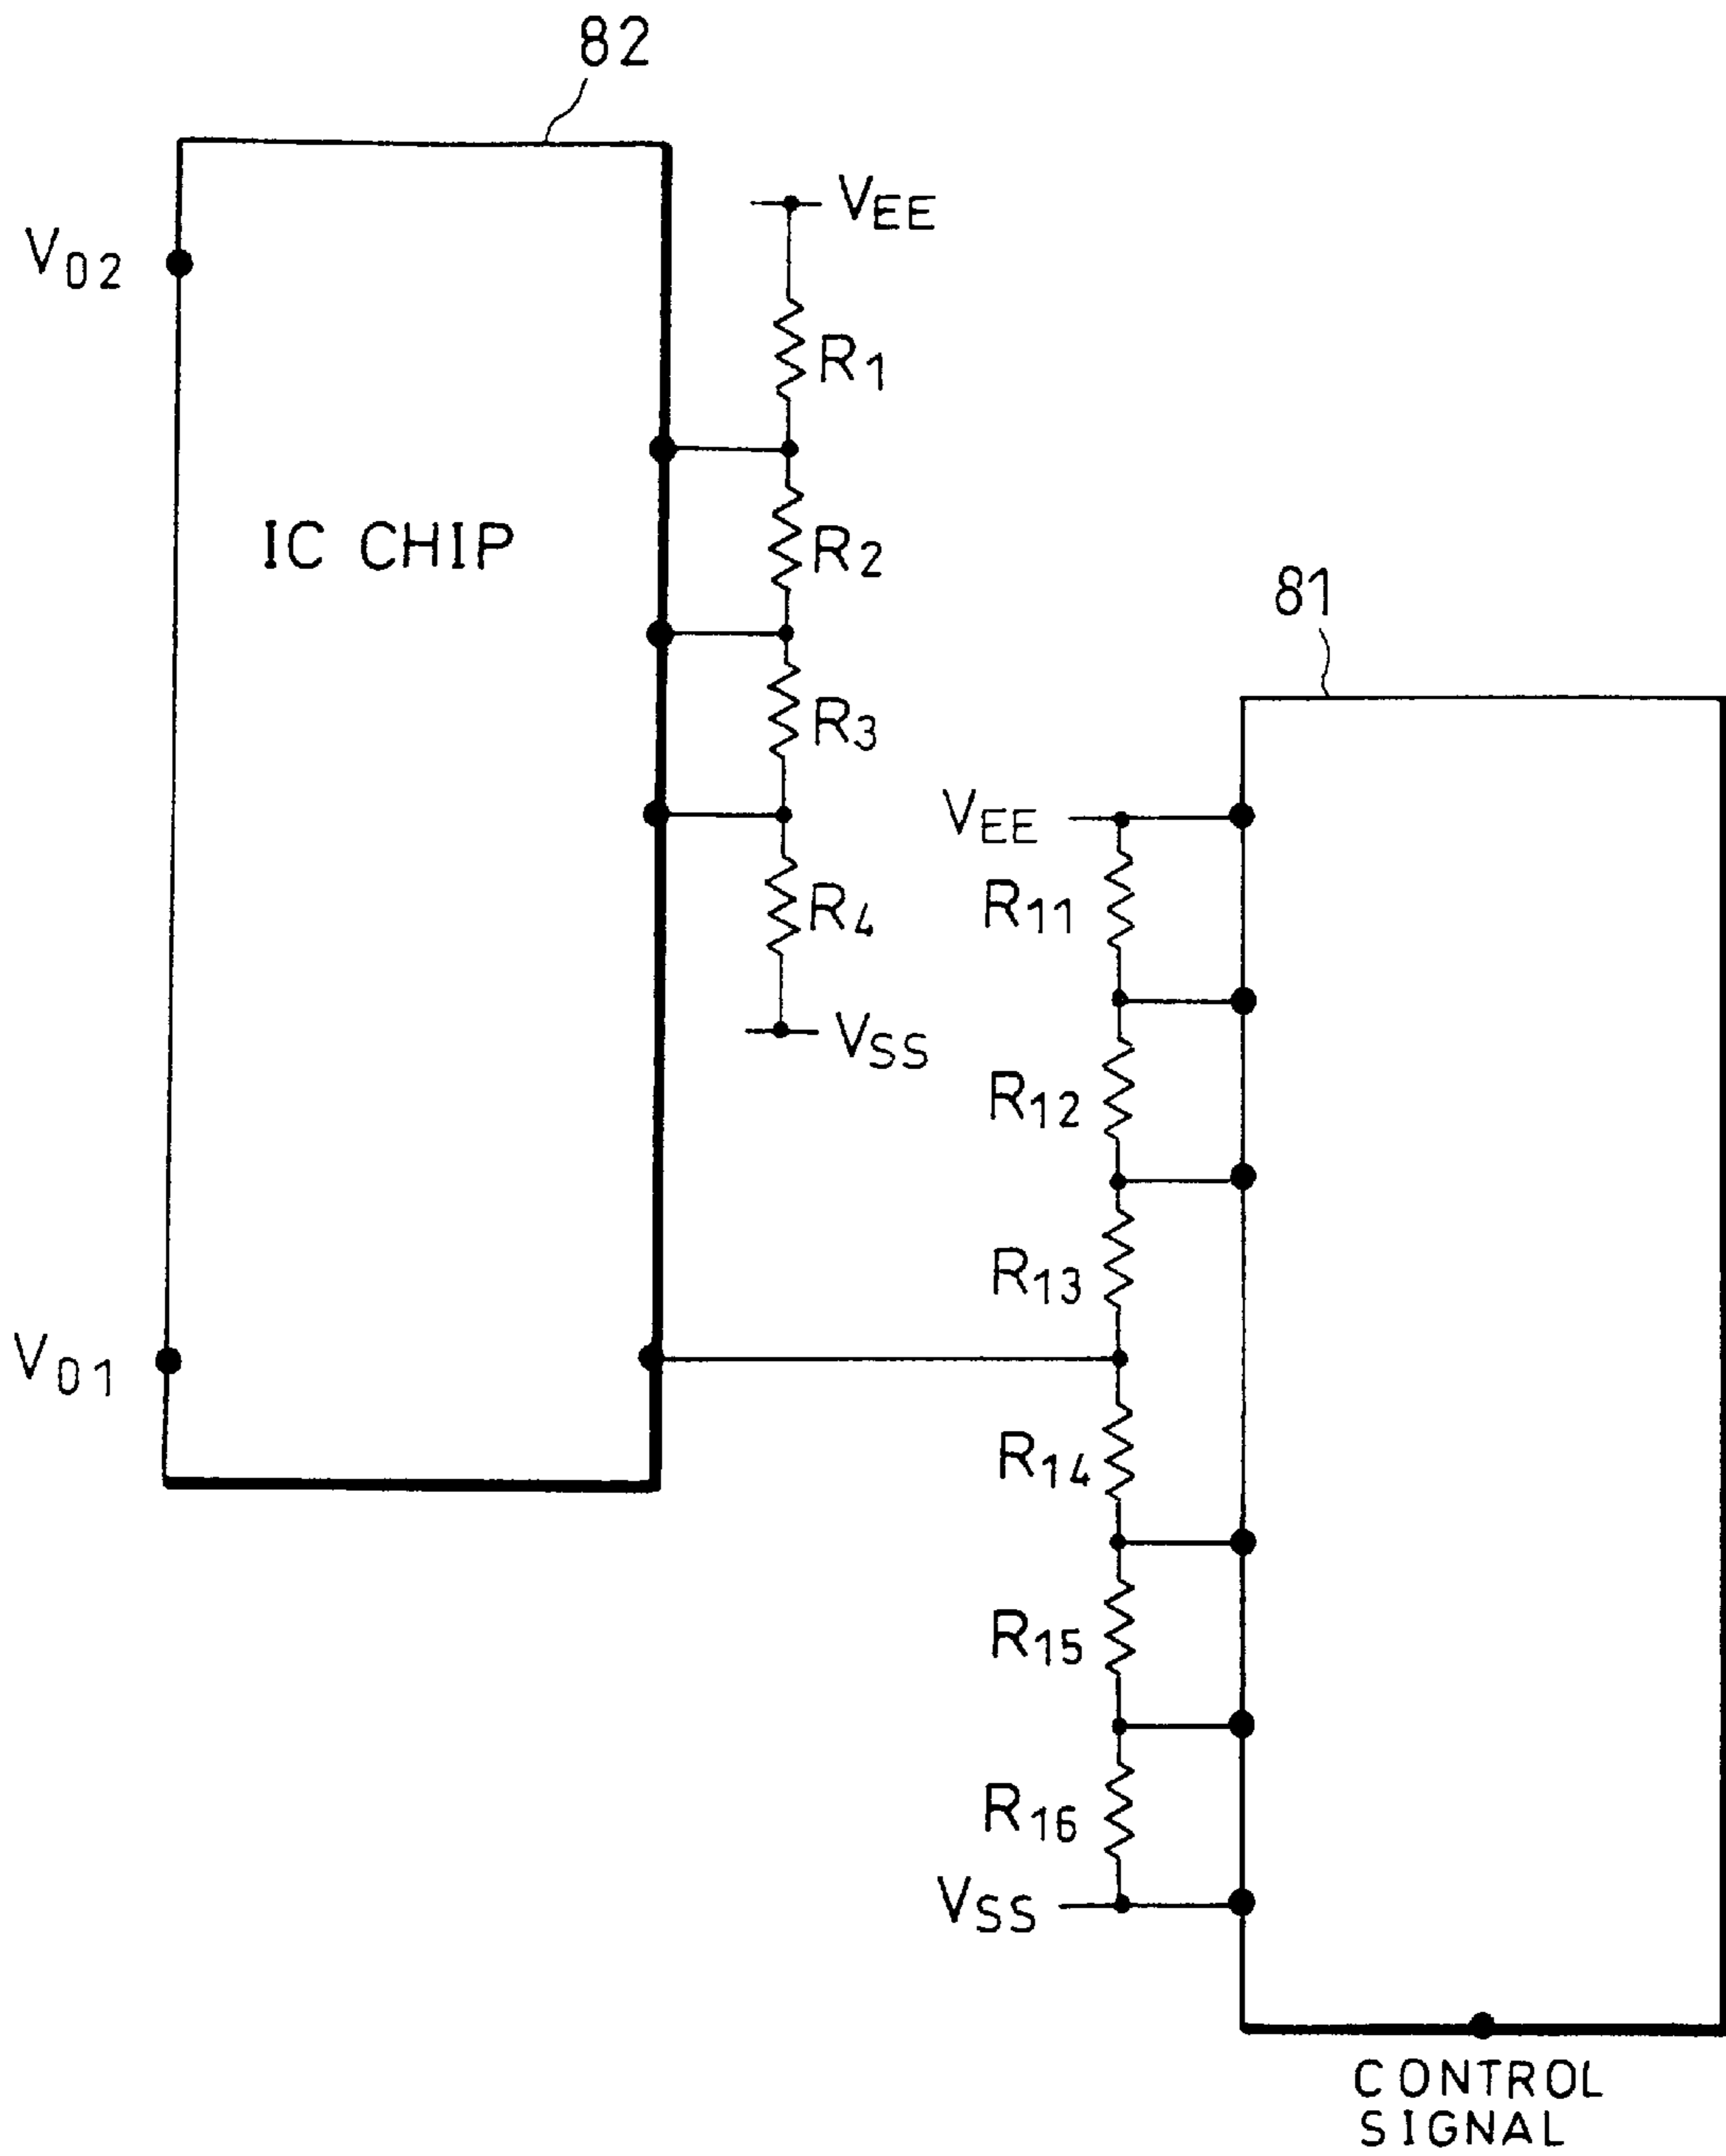 82
VEE
V02
R1
IC CHIP
R2
81
R3
VEE
R4
R11
VSS
R12
R13
V01
R14
R15
R16
VSS
CONTROL
SIGNAL